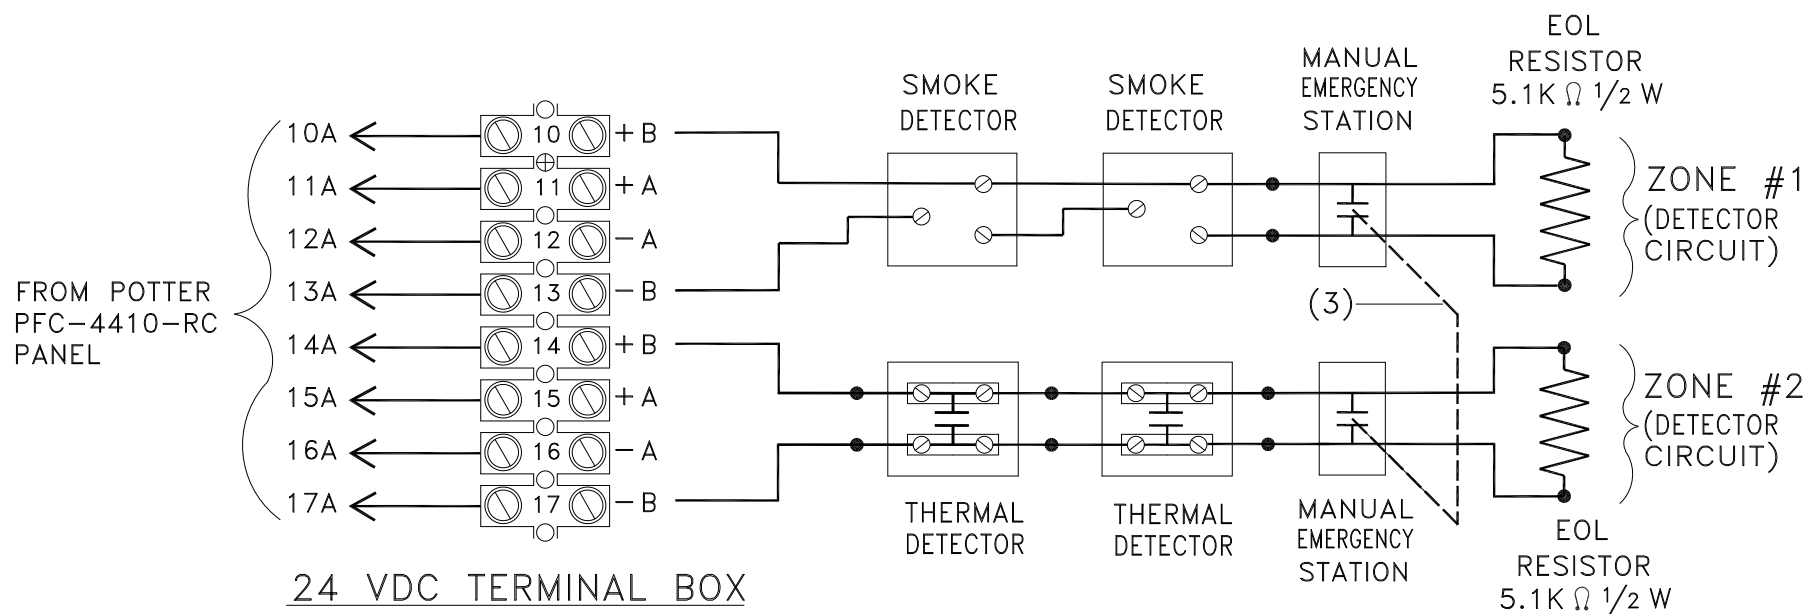 EOL
RESISTOR
5.1K Ω 1/2 W
MANUAL
EMERGENCY
STATION
SMOKE
DETECTOR
SMOKE
DETECTOR
10A 10 +B
11A 11 +A
12A 12 -A
13A 13 -B
14A 14 +B
15A 15 +A
16A 16 -A
17A 17 -B
FROM POTTER
PFC-4410-RC
PANEL
ZONE #1
(DETECTOR
CIRCUIT)
(3)
ZONE #2
(DETECTOR
CIRCUIT)
THERMAL
DETECTOR
THERMAL
DETECTOR
MANUAL
EMERGENCY
STATION
EOL
RESISTOR
5.1K Ω 1/2 W
24 VDC TERMINAL BOX